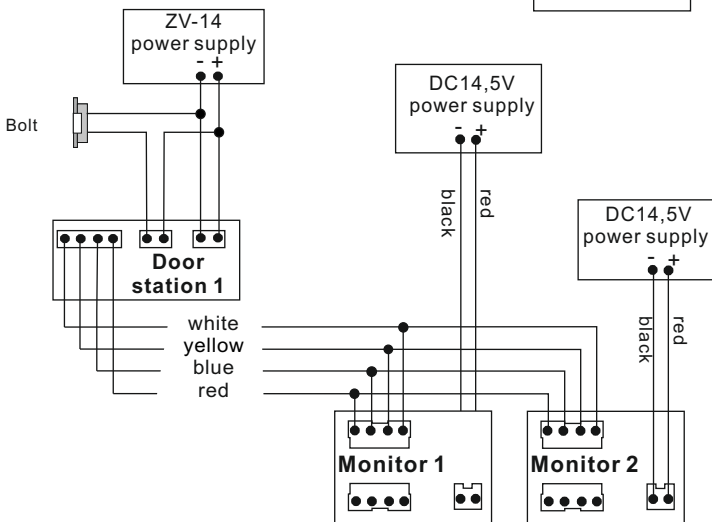 ZV-14
power supply
- +
Bolt
DC14,5V
power supply
- +
black
red
DC14,5V
power supply
- +
black
red
Door
station 1
white
yellow
blue
red
Monitor 1
Monitor 2